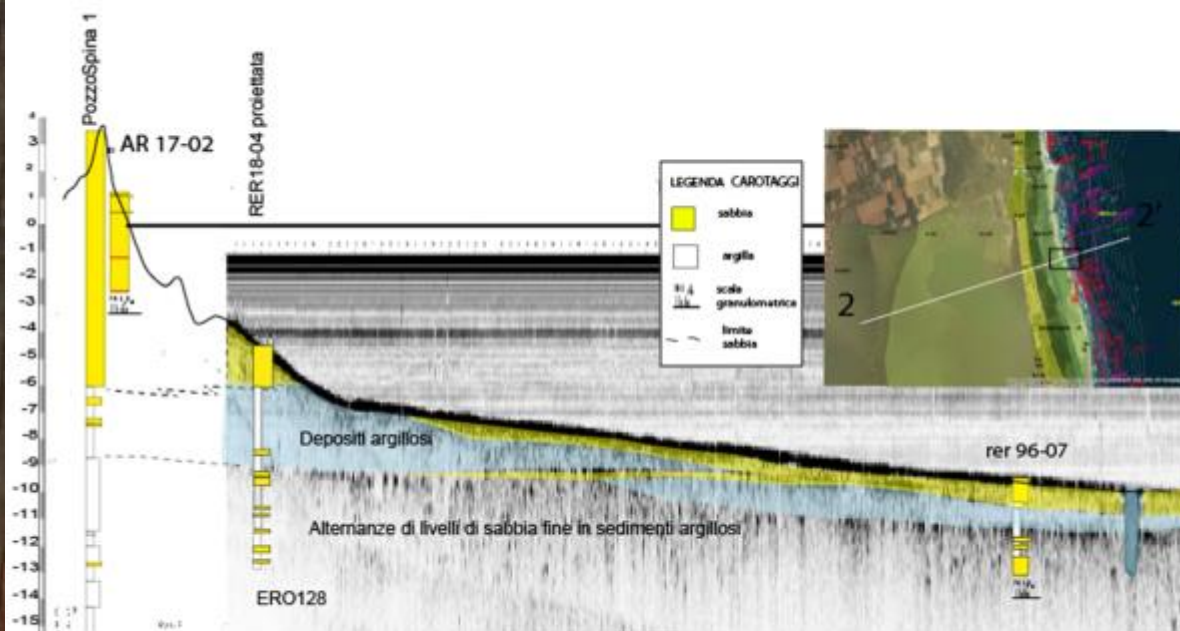 PozzoSpina 1
AR 17-02
RER18-04 proiettata
4
3
2
1
0
-1
-2
-3
-4
-5
-6
-7
-8
-9
-10
-11
-12
-13
-14
-15
LEGENDA CAROTAGGI
sabbia
argilla
scala
granulometrica
limite
sabbia
2
2'
Depositi argillosi
rer 96-07
Alternanze di livelli di sabbia fine in sedimenti argillosi
ERO128